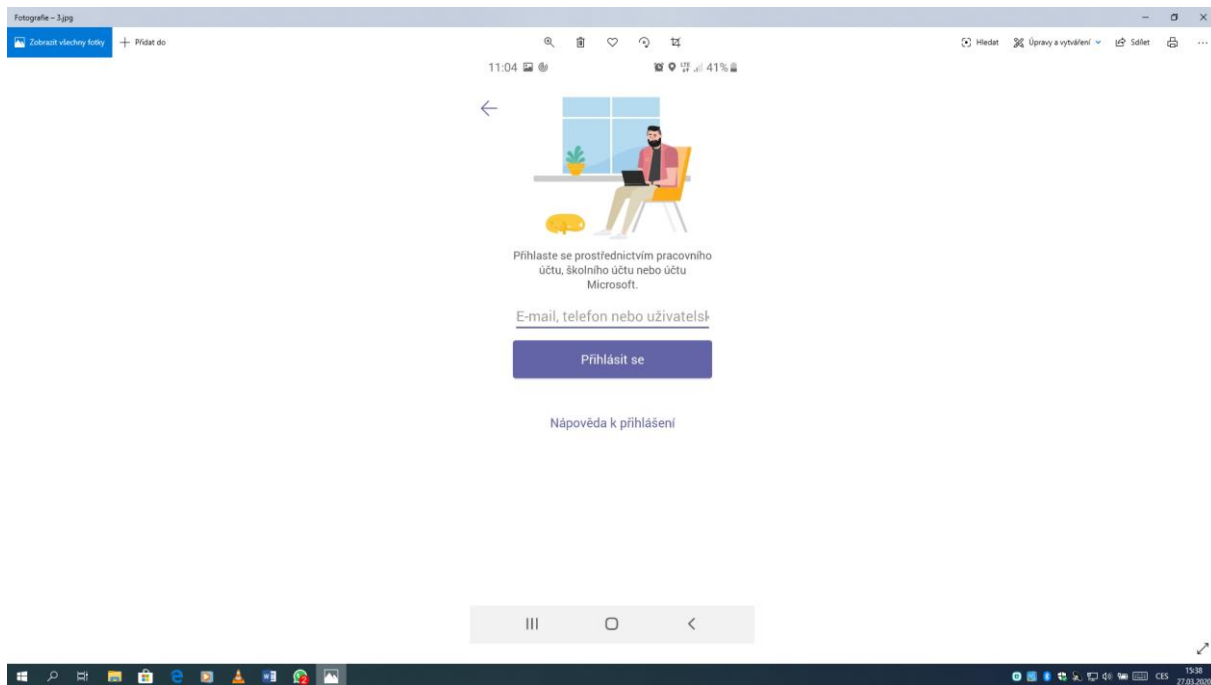 Fotografie – 3.jpg
Zobrazit všechny fotky
Přidat do
Hledat
Úpravy a vytváření
Sdílet
11:04
LTE
41%
Přihlaste se prostřednictvím pracovního
účtu, školního účtu nebo účtu
Microsoft.
E-mail, telefon nebo uživatelsk
Přihlásit se
Nápověda k přihlášení
CES
15:38
27.03.2020